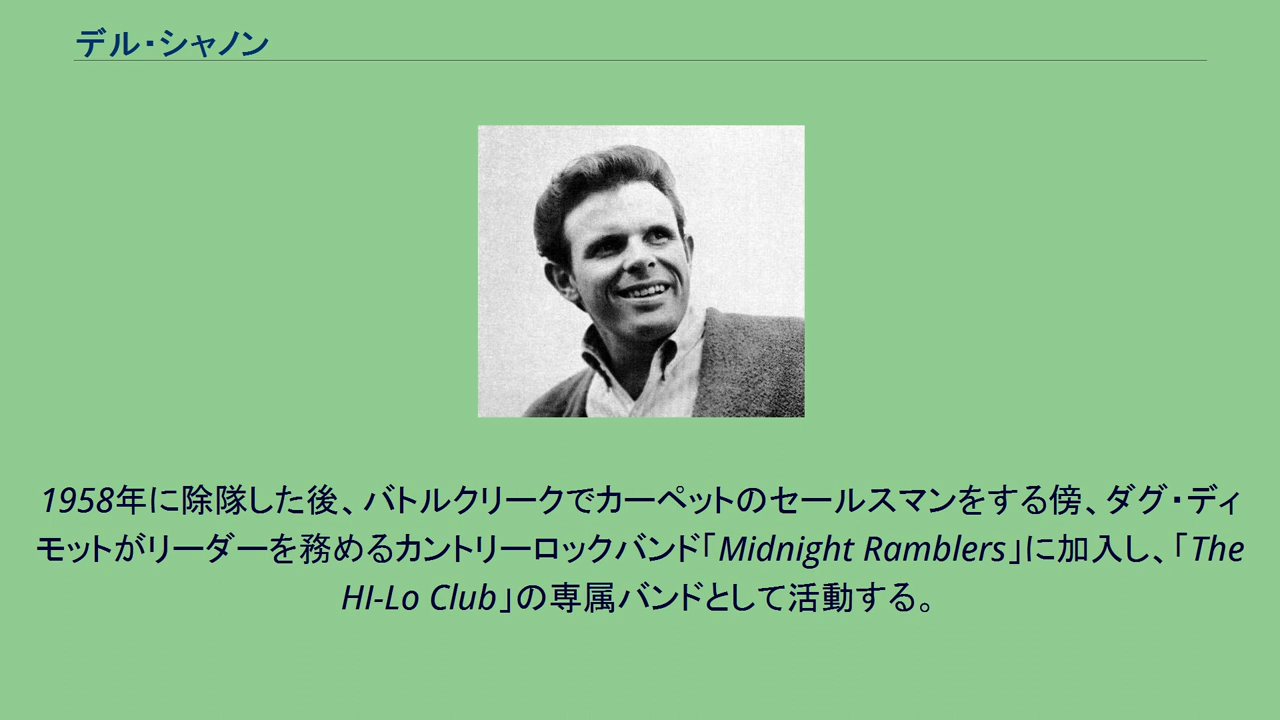 デル・シャノン
1958年に除隊した後、バトルクリークでカーペットのセールスマンをする傍、ダグ・ディ
モットがリーダーを務めるカントリーロックバンド「Midnight Ramblers」に加入し、「The
HI-Lo Club」の専属バンドとして活動する。